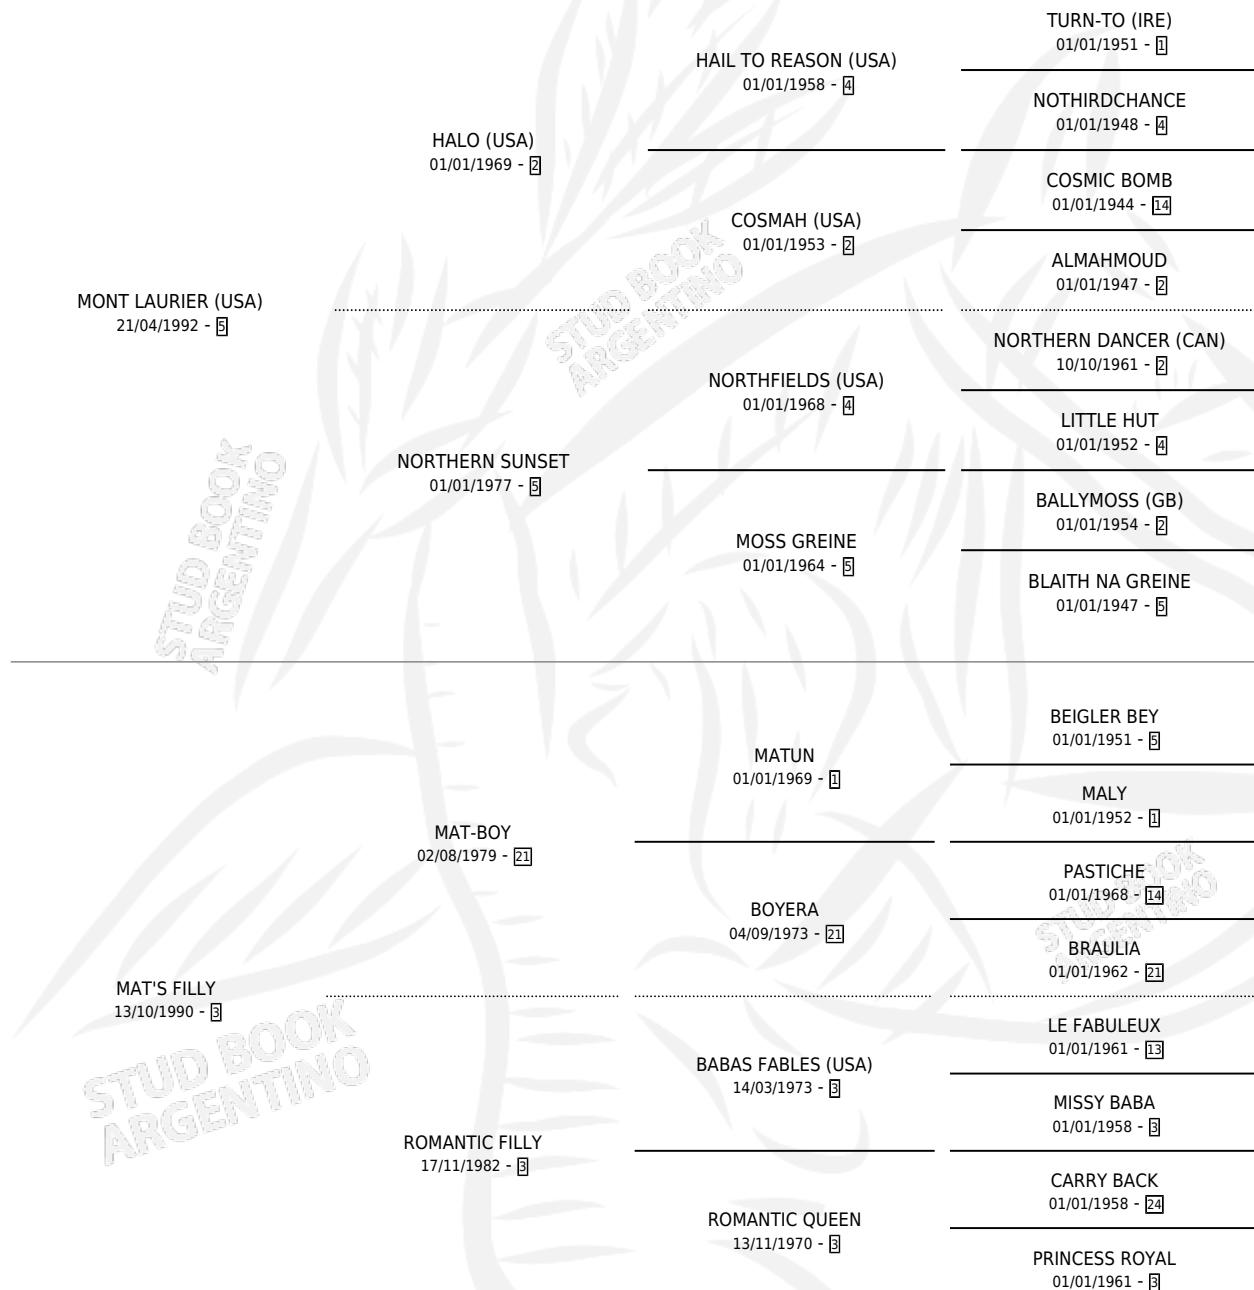 TURN-TO (IRE)
01/01/1951 - 1
HAIL TO REASON (USA)
01/01/1958 - 4
NOTHIRDCHANCE
01/01/1948 - 4
HALO (USA)
01/01/1969 - 2
COSMIC BOMB
01/01/1944 - 14
COSMAH (USA)
01/01/1953 - 2
ALMAHMOUD
01/01/1947 - 2
MONT LAURIER (USA)
21/04/1992 - 5
STUD BOOK
ARGENTINO
NORTHERN DANCER (CAN)
10/10/1961 - 2
NORTHFIELDS (USA)
01/01/1968 - 4
LITTLE HUT
01/01/1952 - 4
NORTHERN SUNSET
01/01/1977 - 5
BALLYMOSS (GB)
01/01/1954 - 2
MOSS GREINE
01/01/1964 - 5
BLAITH NA GREINE
01/01/1947 - 5
STUD BOOK
ARGENTINO
BEIGLER BEY
01/01/1951 - 5
MATUN
01/01/1969 - 1
MALY
01/01/1952 - 1
MAT-BOY
02/08/1979 - 21
PASTICHE
01/01/1968 - 14
BOYERA
04/09/1973 - 21
BRAULIA
01/01/1962 - 21
STUD BOOK
ARGENTINO
MAT'S FILLY
13/10/1990 - 3
LE FABULEUX
01/01/1961 - 13
BABAS FABLES (USA)
14/03/1973 - 3
MISSY BABA
01/01/1958 - 3
STUD BOOK
ARGENTINO
ROMANTIC FILLY
17/11/1982 - 3
CARRY BACK
01/01/1958 - 24
ROMANTIC QUEEN
13/11/1970 - 3
PRINCESS ROYAL
01/01/1961 - 3